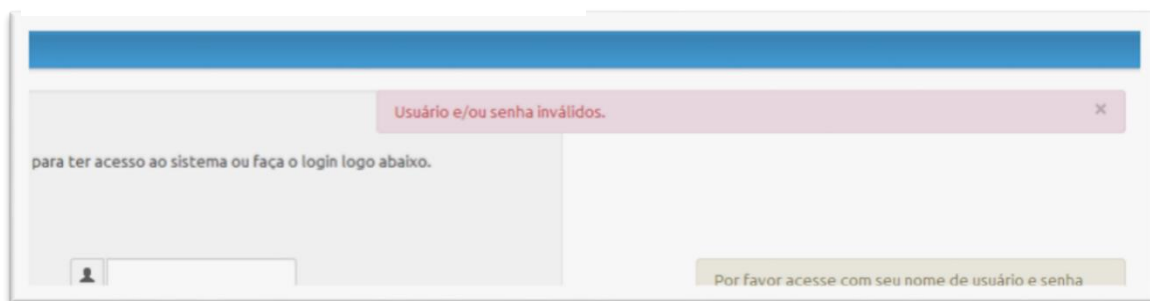 Usuário e/ou senha inválidos. ×
para ter acesso ao sistema ou faça o login logo abaixo.
Por favor acesse com seu nome de usuário e senha